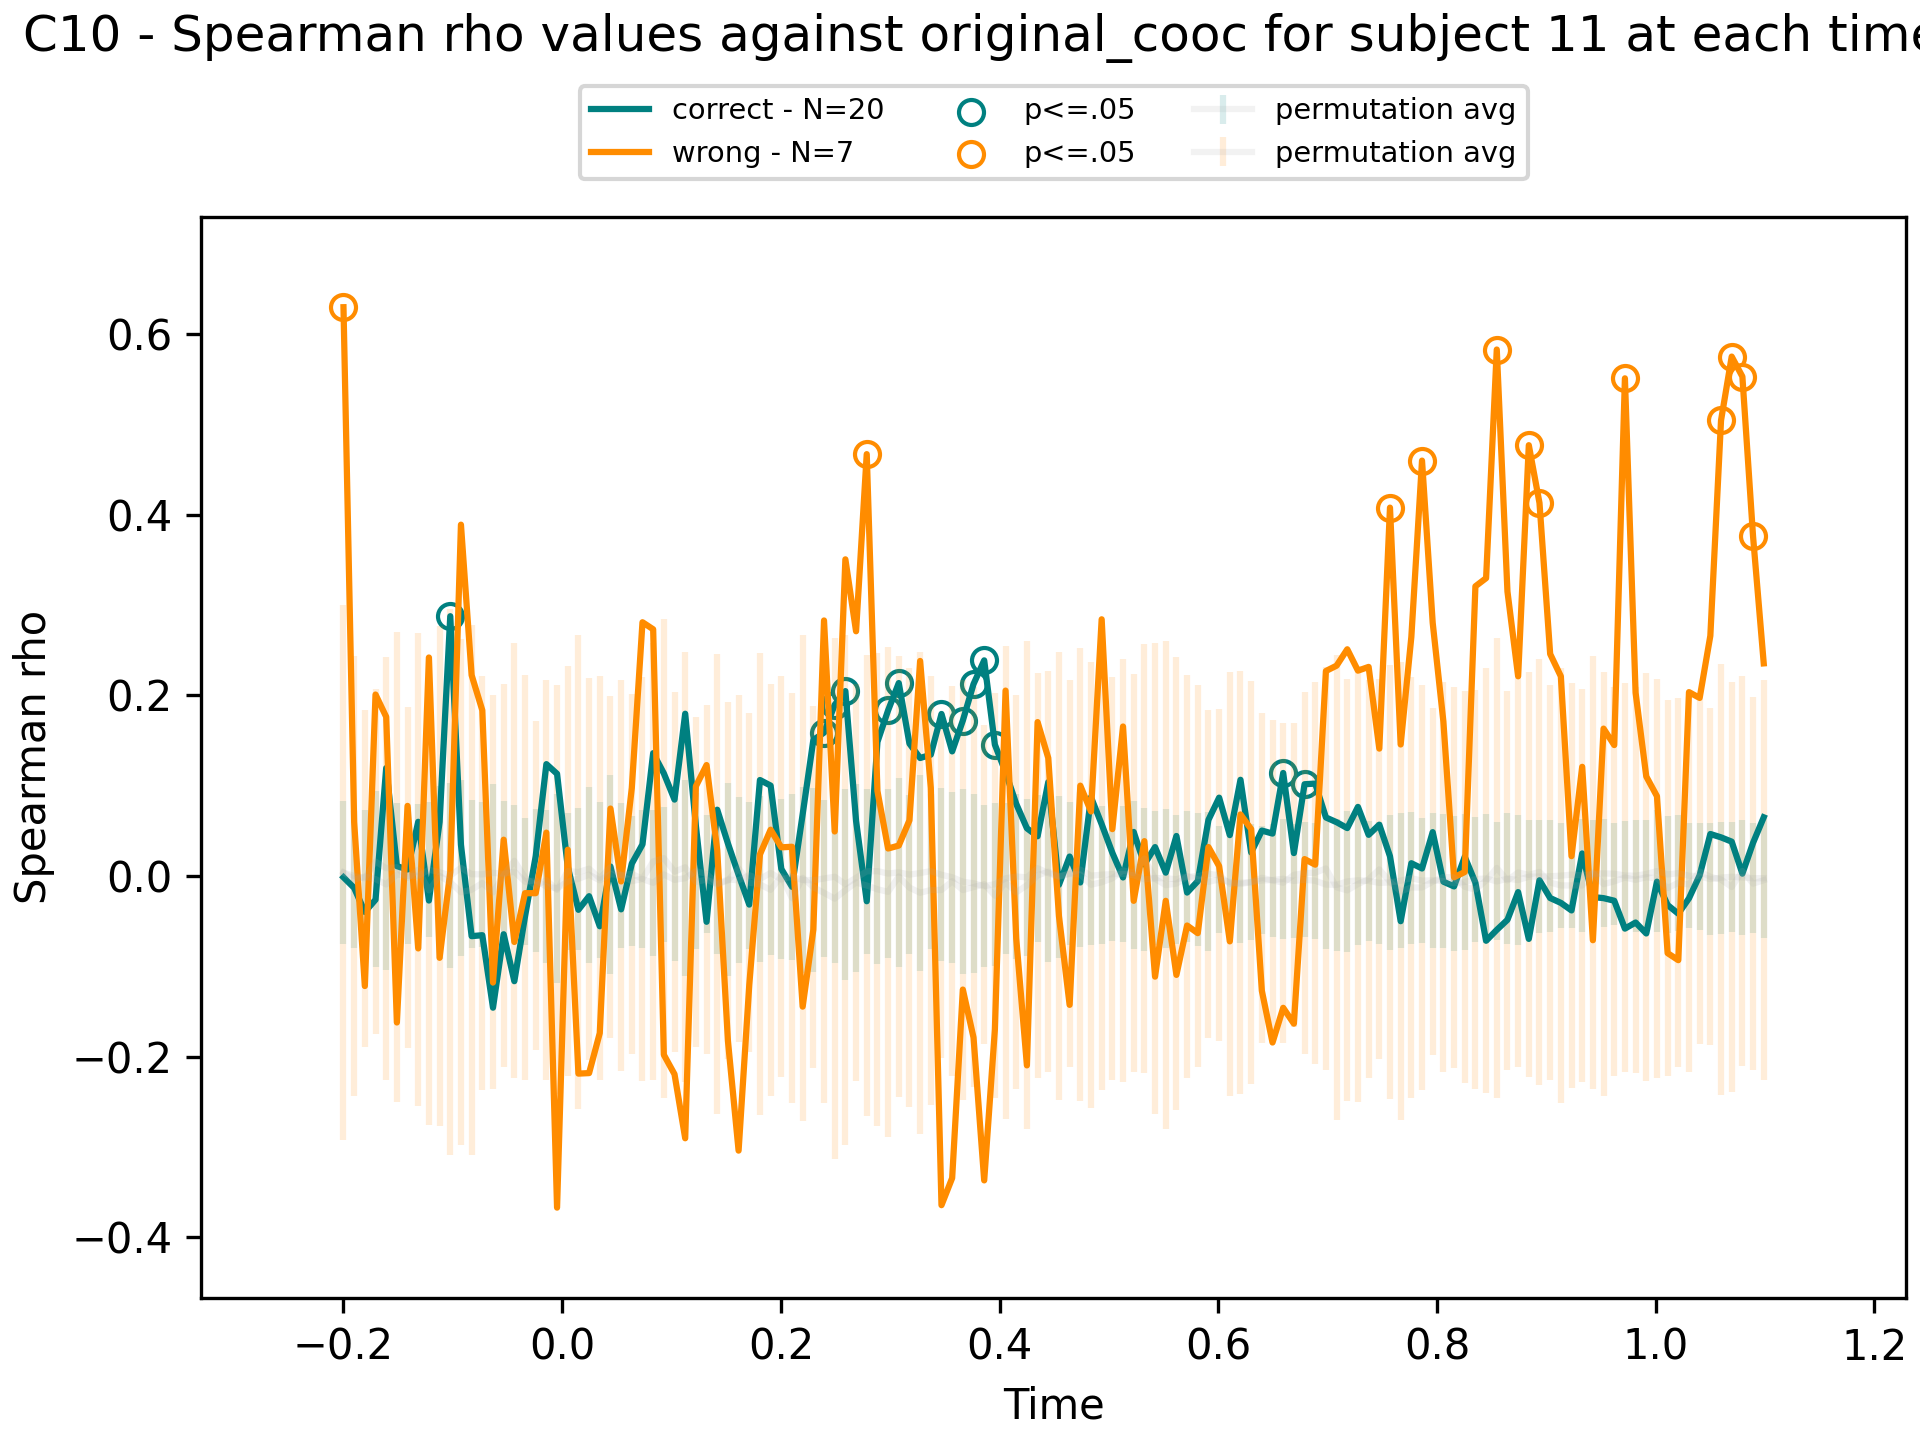 C10 - Spearman rho values against original_cooc for subject 11 at each time
correct - N=20
wrong - N=7
p<=.05
p<=.05
permutation avg
permutation avg
Spearman rho
0.6
0.4
0.2
0.0
−0.2
−0.4
−0.2
0.0
0.2
0.4
0.6
0.8
1.0
1.2
Time